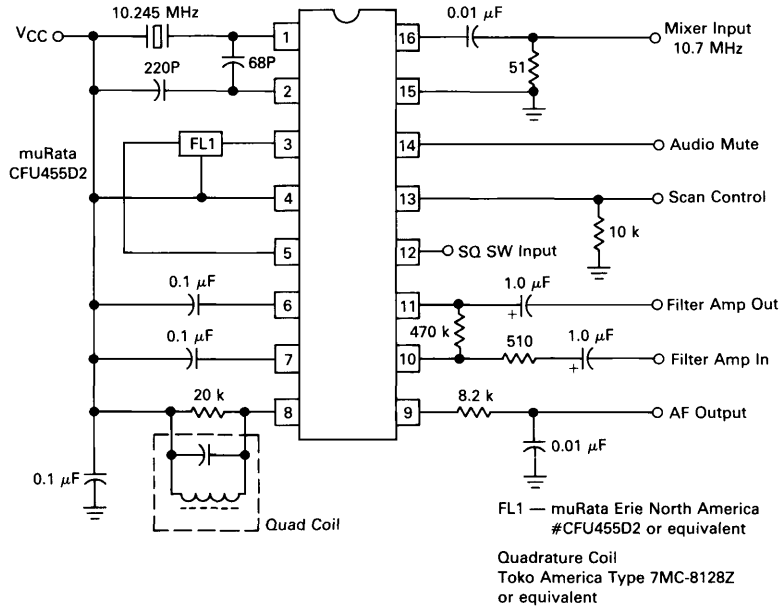 10.245 MHz
VCC
1
68P
220P
2
muRata
CFU455D2
FL1
3
4
5
0.1 µF
6
0.1 µF
7
20 k
8
0.1 µF
Quad Coil
16
0.01 µF
Mixer Input
10.7 MHz
51
15
14
Audio Mute
13
Scan Control
10 k
12
SQ SW Input
11
1.0 µF
+
Filter Amp Out
470 k
10
510
1.0 µF
+
Filter Amp In
9
8.2 k
AF Output
0.01 µF
FL1 — muRata Erie North America
#CFU455D2 or equivalent
Quadrature Coil
Toko America Type 7MC-8128Z
or equivalent